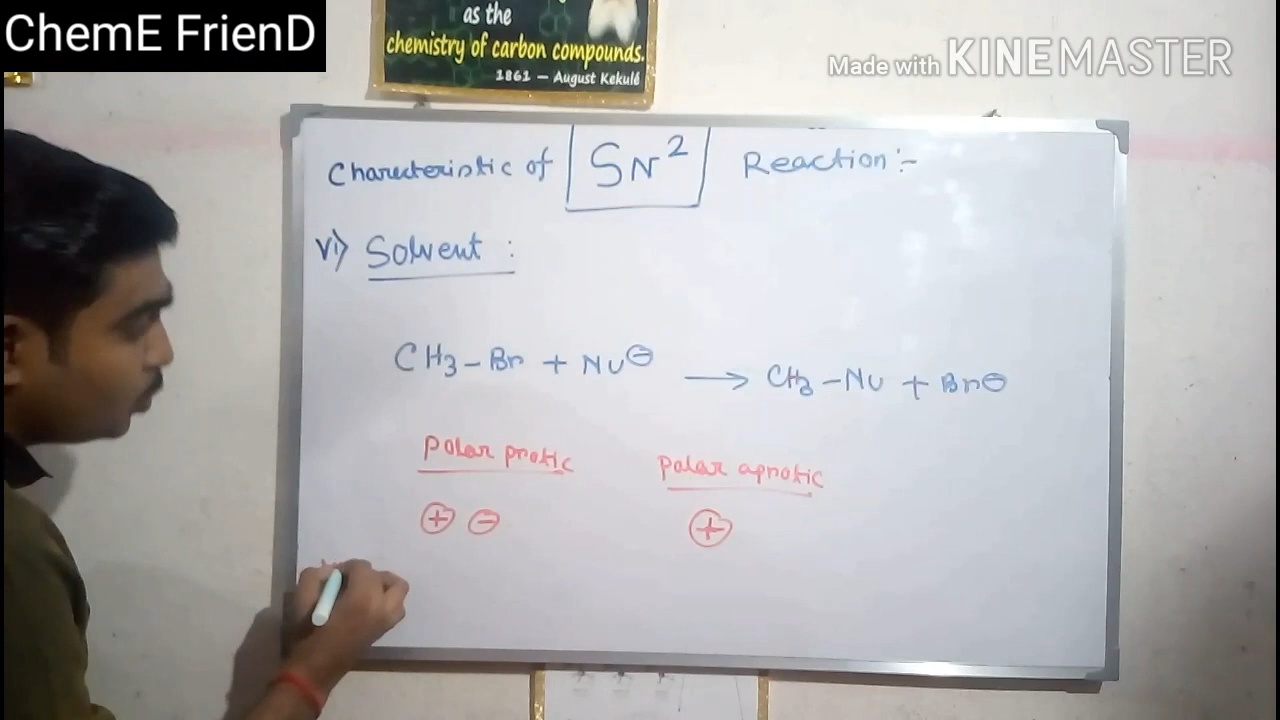 ChemE FrienD
as the
chemistry of carbon compounds.
1861 – August Kekulé
Made with KINEMASTER
Charecteristic of SN² Reaction :-
vi) Solvent :
CH3-Br + Nu⊖ → CH3-Nu + Br⊖
Polar protic
Polar aprotic
⊕ ⊖
⊕